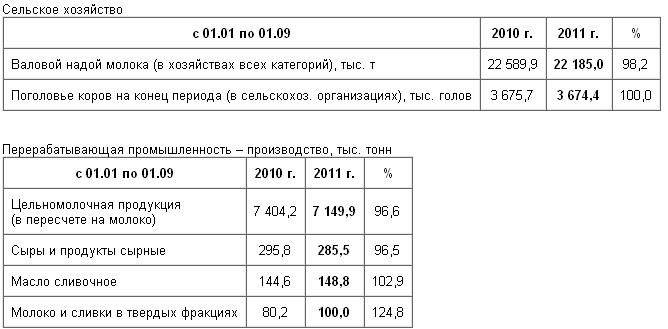 Сельское хозяйство
с 01.01 по 01.09 2010 г. 2011 г. %
Валовой надой молока (в хозяйствах всех категорий), тыс. т 22 589,9 22 185,0 98,2
Поголовье коров на конец периода (в сельскохоз. организациях), тыс. голов 3 675,7 3 674,4 100,0
Перерабатывающая промышленность – производство, тыс. тонн
с 01.01 по 01.09 2010 г. 2011 г. %
Цельномолочная продукция
(в пересчете на молоко) 7 404,2 7 149,9 96,6
Сыры и продукты сырные 295,8 285,5 96,5
Масло сливочное 144,6 148,8 102,9
Молоко и сливки в твердых фракциях 80,2 100,0 124,8